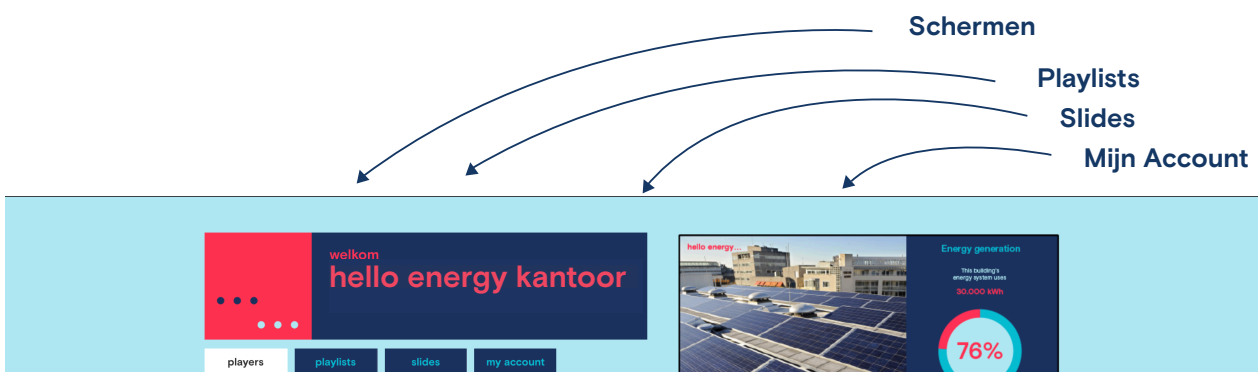 Schermen
Playlists
Slides
Mijn Account
welkom
hello energy kantoor
hello energy...
Energy generation
This building's
energy system uses
30.000 kWh
76%
players playlists slides my account